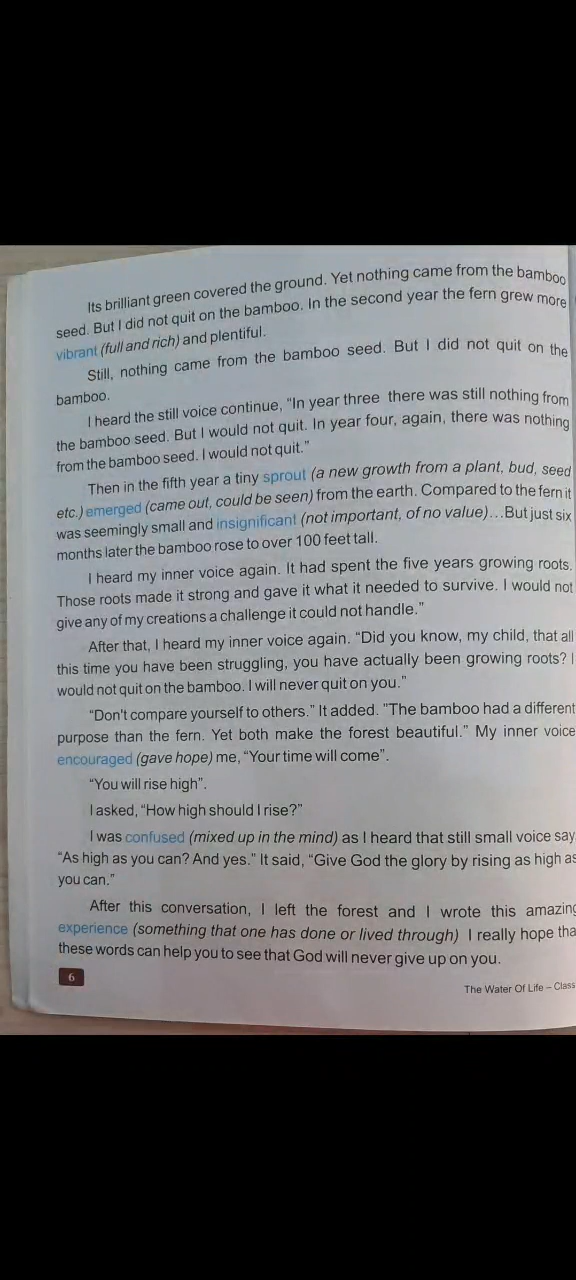 Its brilliant green covered the ground. Yet nothing came from the bamboo
seed. But I did not quit on the bamboo. In the second year the fern grew more
vibrant (full and rich) and plentiful.
Still, nothing came from the bamboo seed. But I did not quit on the
bamboo.
I heard the still voice continue, “In year three there was still nothing from
the bamboo seed. But I would not quit. In year four, again, there was nothing
from the bamboo seed. I would not quit.”
Then in the fifth year a tiny sprout (a new growth from a plant, bud, seed
etc.) emerged (came out, could be seen) from the earth. Compared to the fern it
was seemingly small and insignificant (not important, of no value)...But just six
months later the bamboo rose to over 100 feet tall.
I heard my inner voice again. It had spent the five years growing roots.
Those roots made it strong and gave it what it needed to survive. I would not
give any of my creations a challenge it could not handle.”
After that, I heard my inner voice again. “Did you know, my child, that all
this time you have been struggling, you have actually been growing roots? I
would not quit on the bamboo. I will never quit on you.”
“Don't compare yourself to others.” It added. "The bamboo had a different
purpose than the fern. Yet both make the forest beautiful.” My inner voice
encouraged (gave hope) me, “Your time will come”.
“You will rise high”.
I asked, “How high should I rise?”
I was confused (mixed up in the mind) as I heard that still small voice say
“As high as you can? And yes.” It said, “Give God the glory by rising as high as
you can.”
After this conversation, I left the forest and I wrote this amazing
experience (something that one has done or lived through) I really hope tha
these words can help you to see that God will never give up on you.
6
The Water Of Life – Class